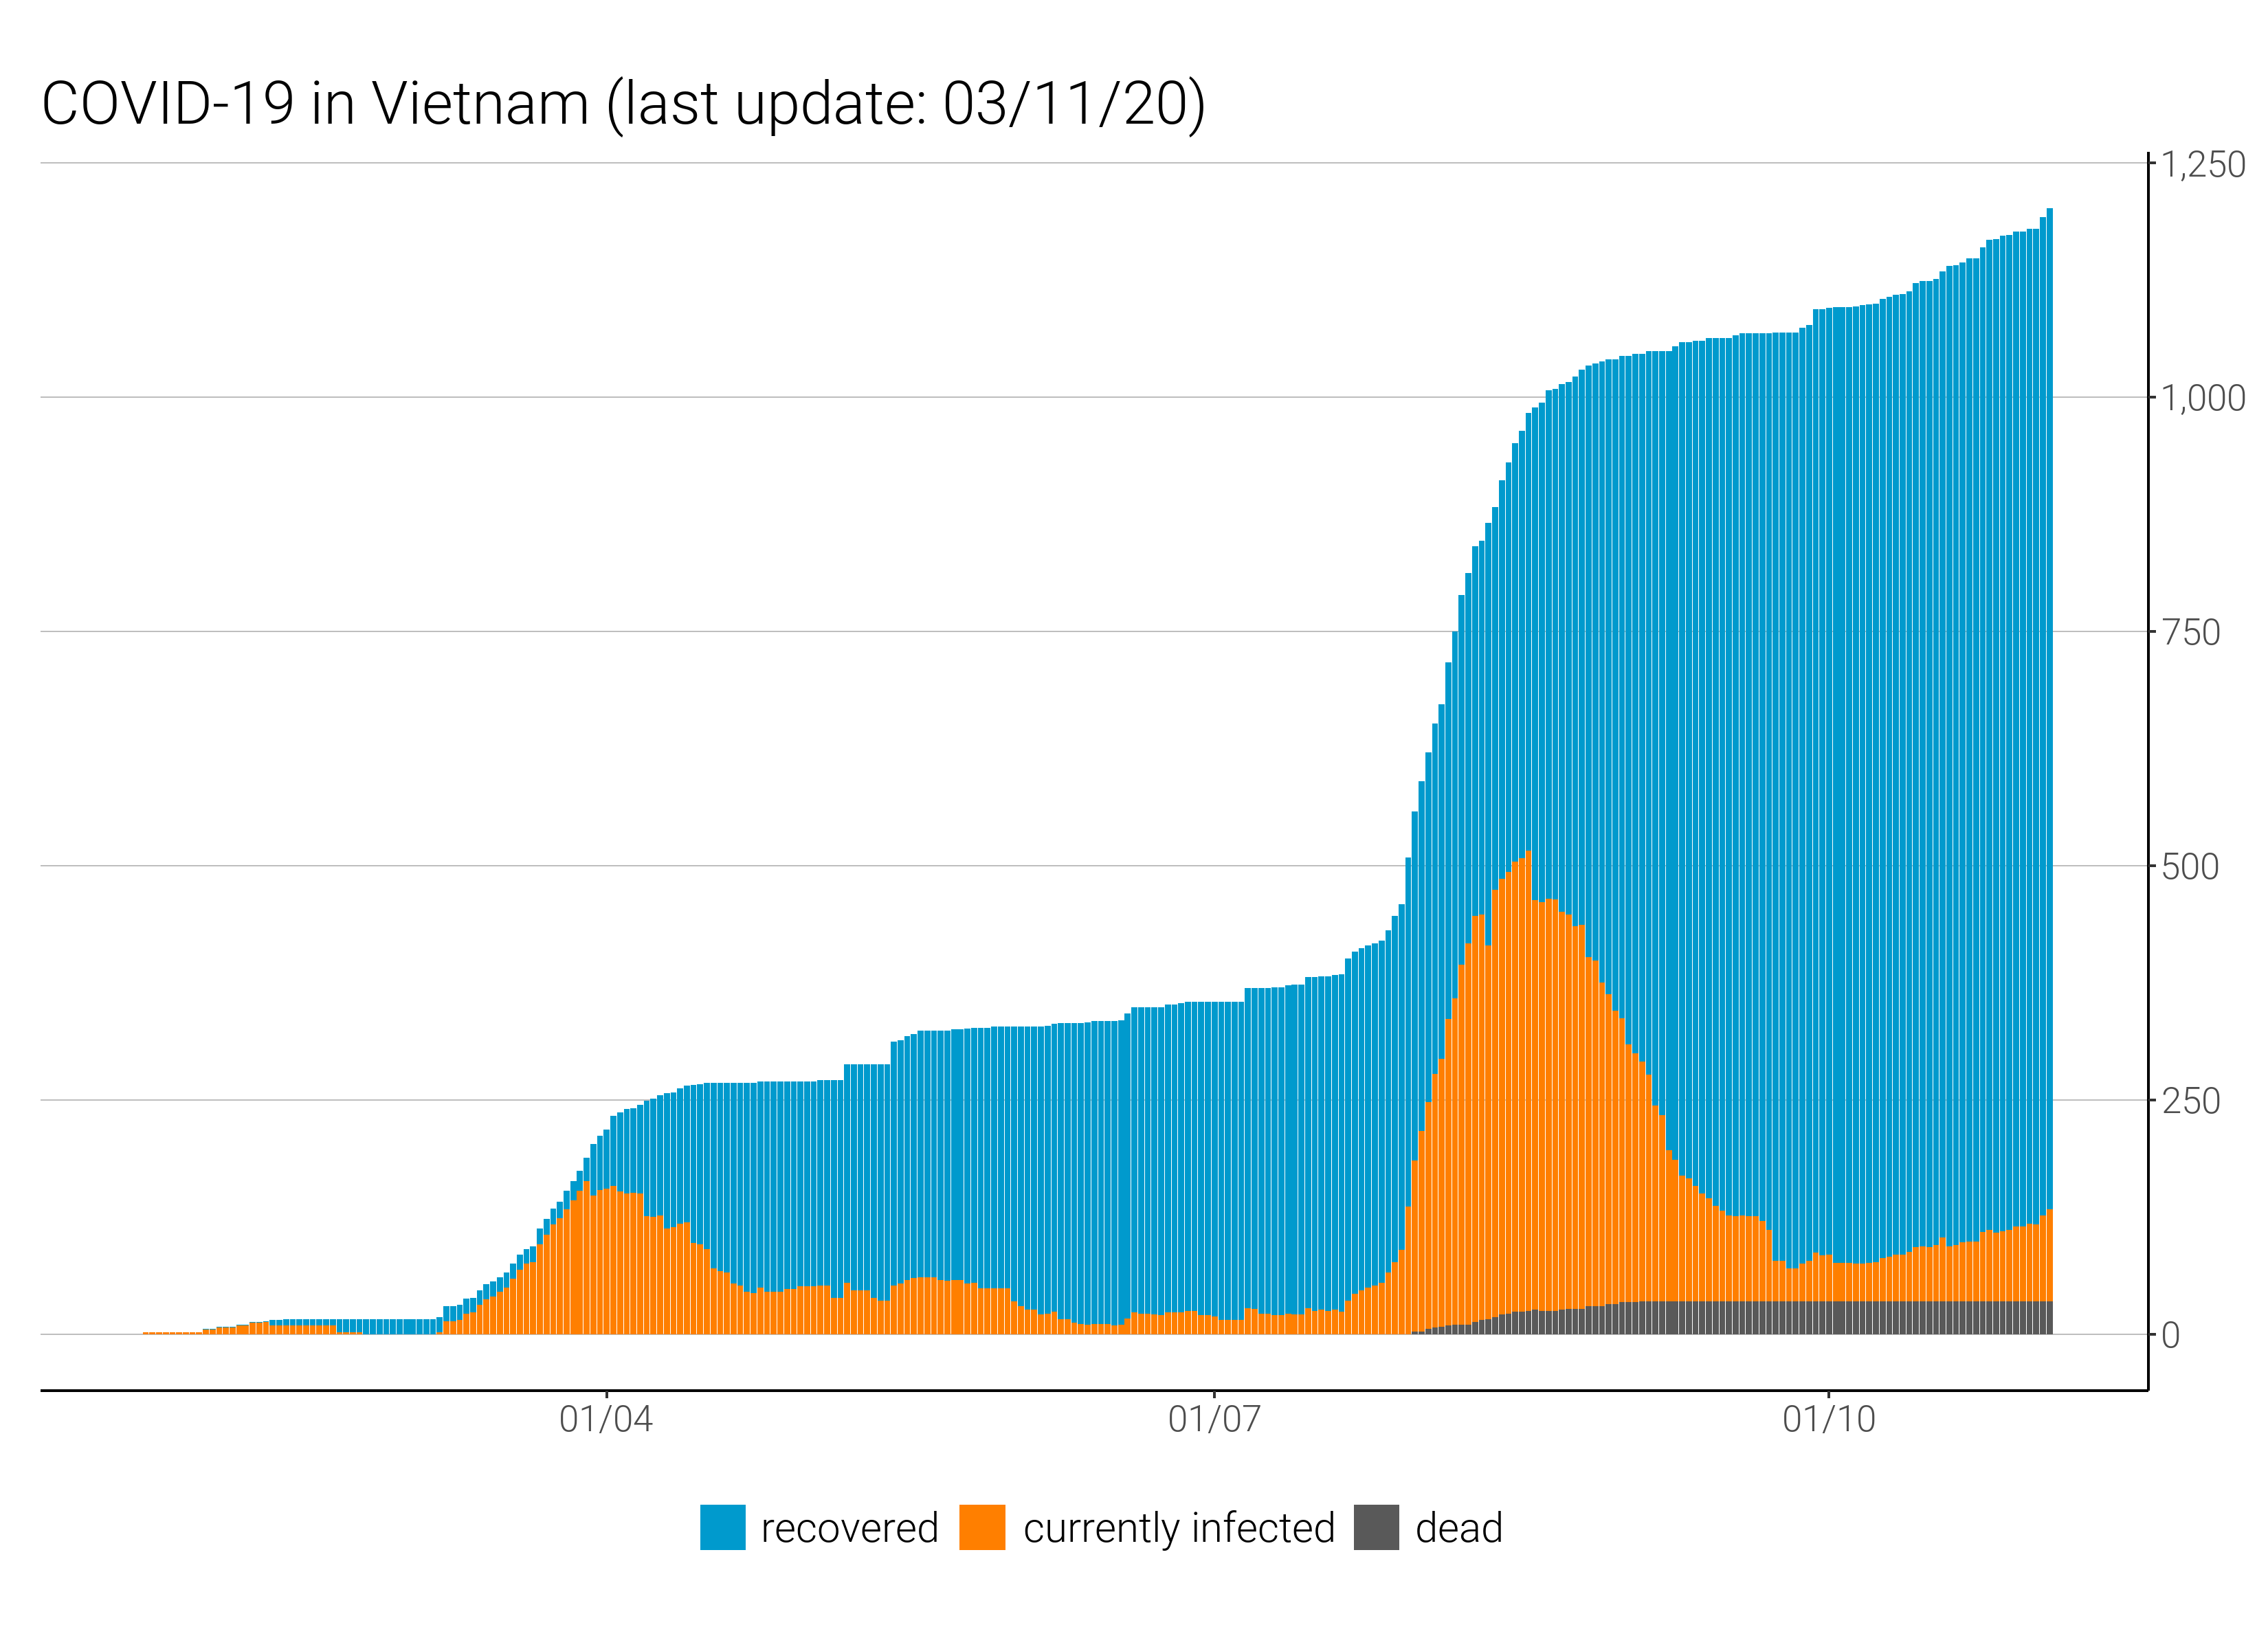 COVID-19 in Vietnam (last update: 03/11/20)
1,250
1,000
750
500
250
0
01/04 01/07 01/10
recovered currently infected dead